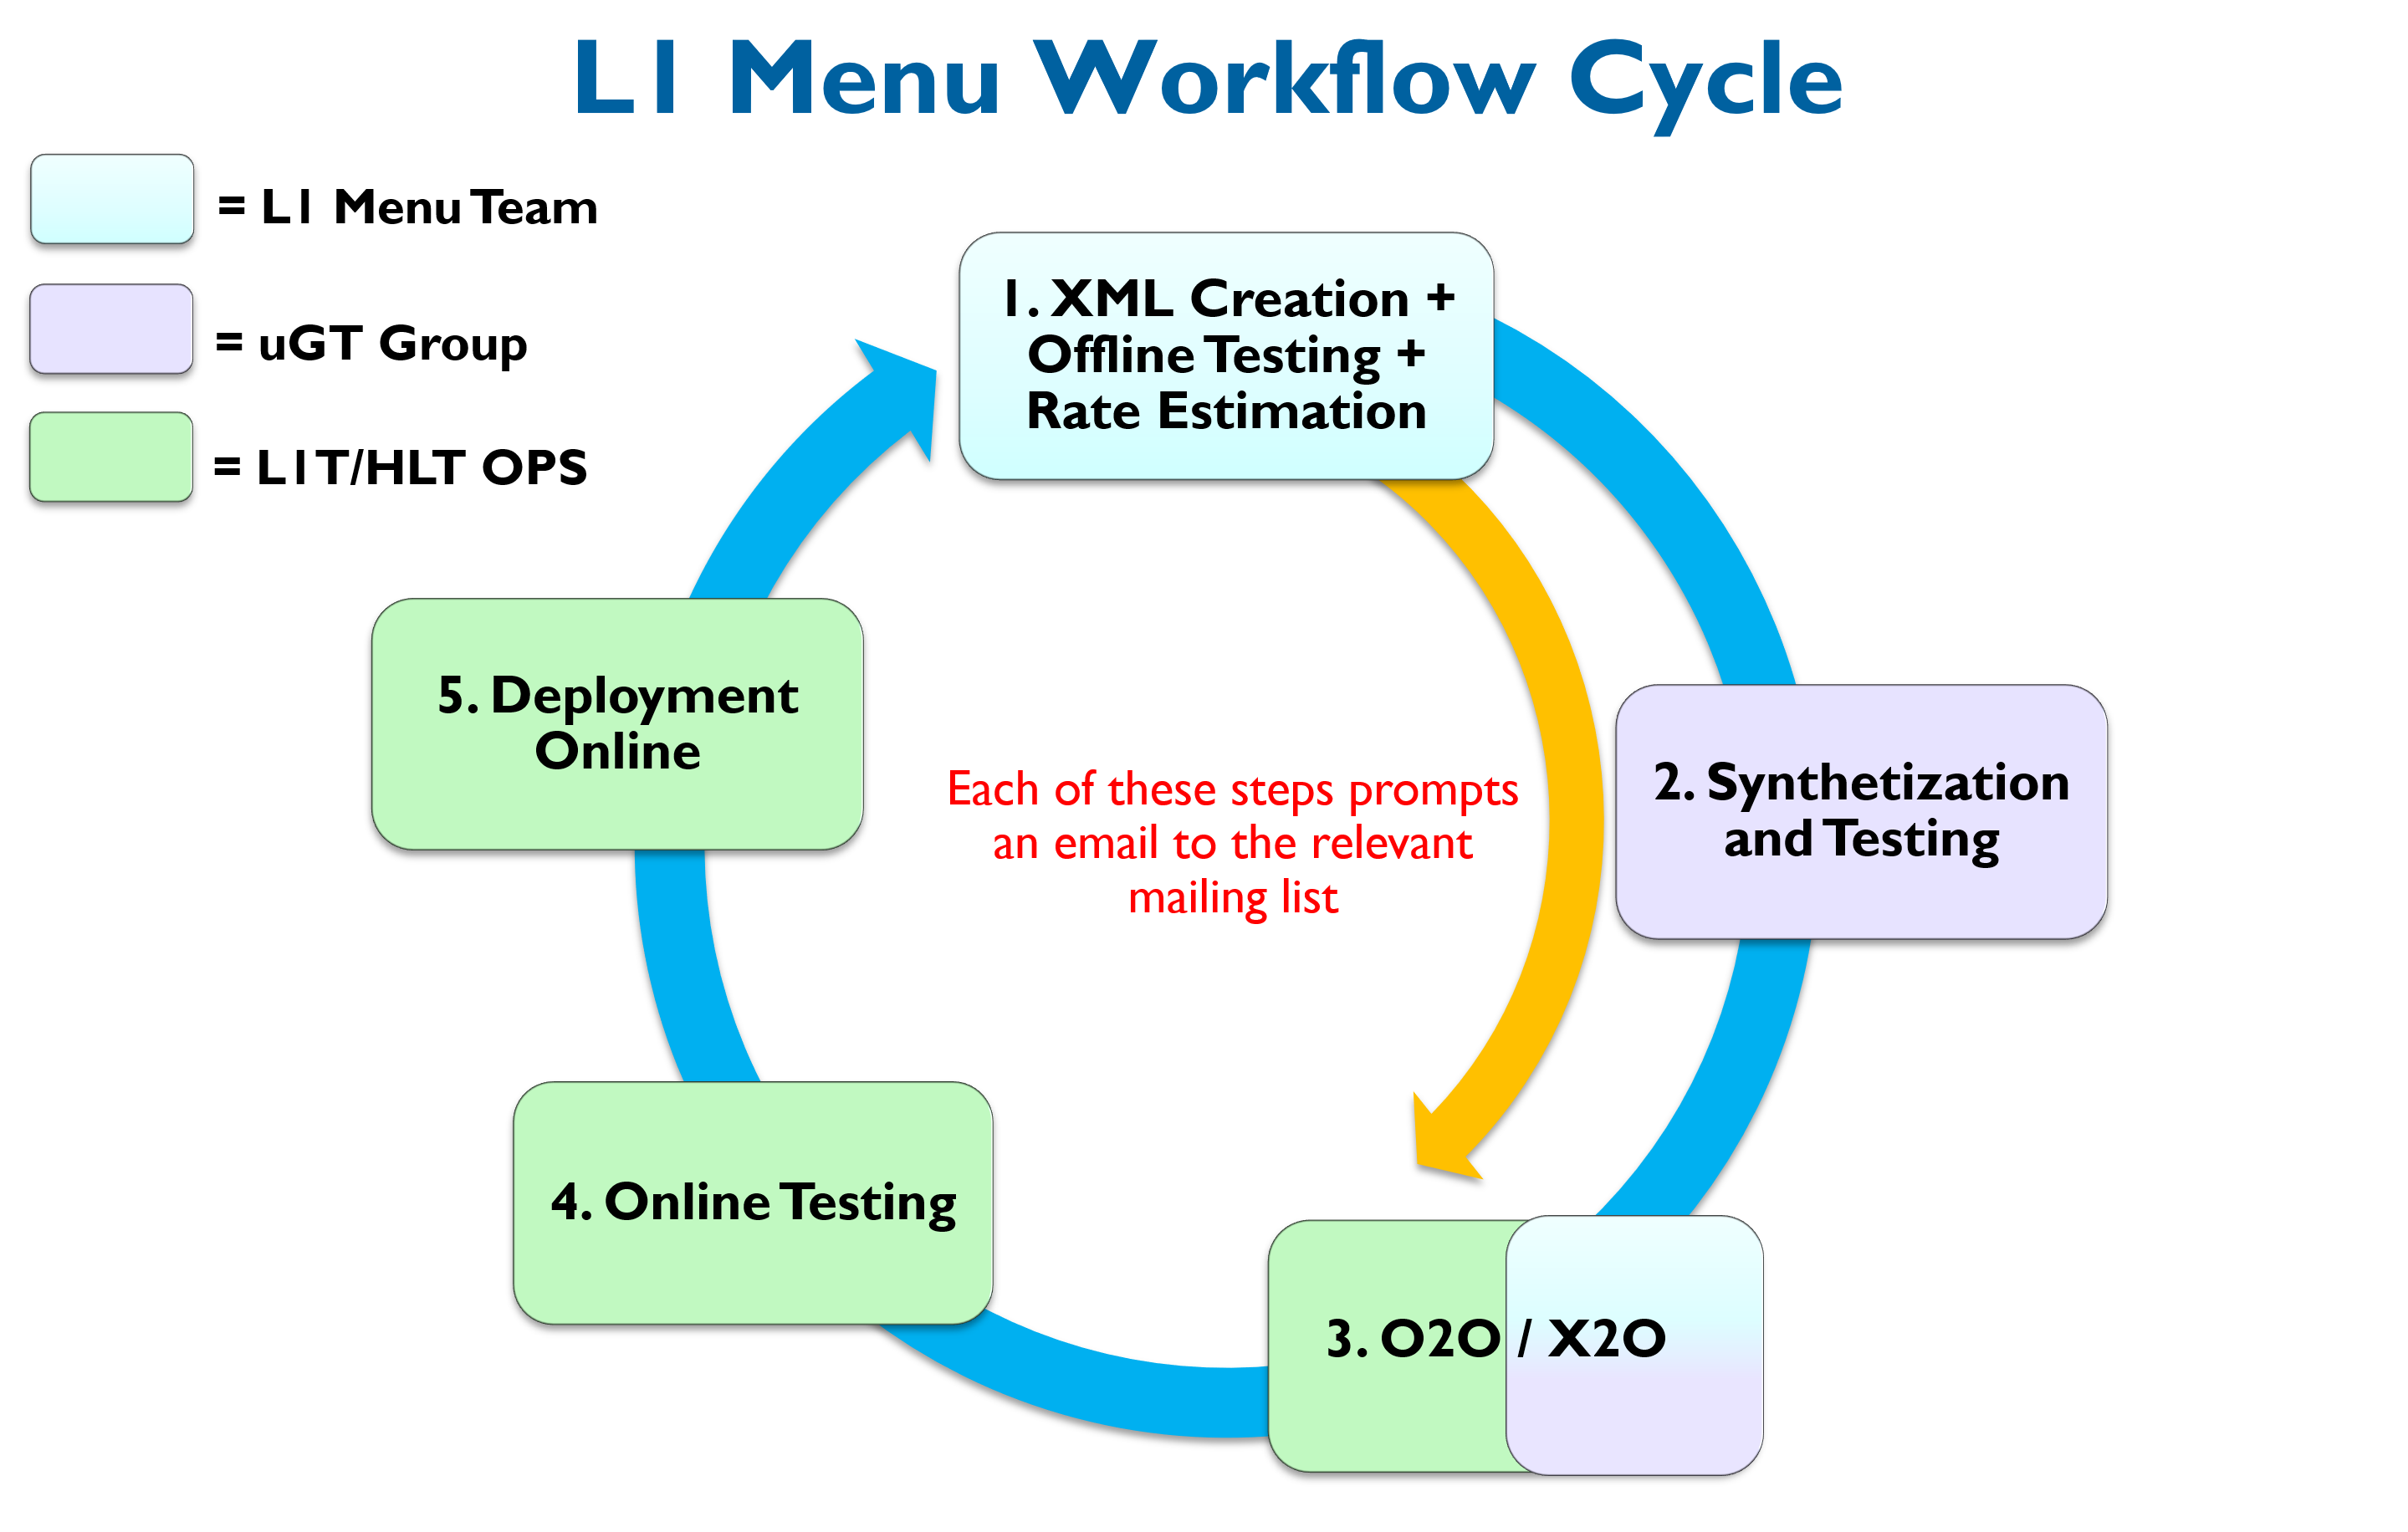 L1 Menu Workflow Cycle
= L1 Menu Team
= uGT Group
= L1T/HLT OPS
1. XML Creation +
Offline Testing +
Rate Estimation
2. Synthetization
and Testing
3. O2O / X2O
4. Online Testing
5. Deployment
Online
Each of these steps prompts
an email to the relevant
mailing list